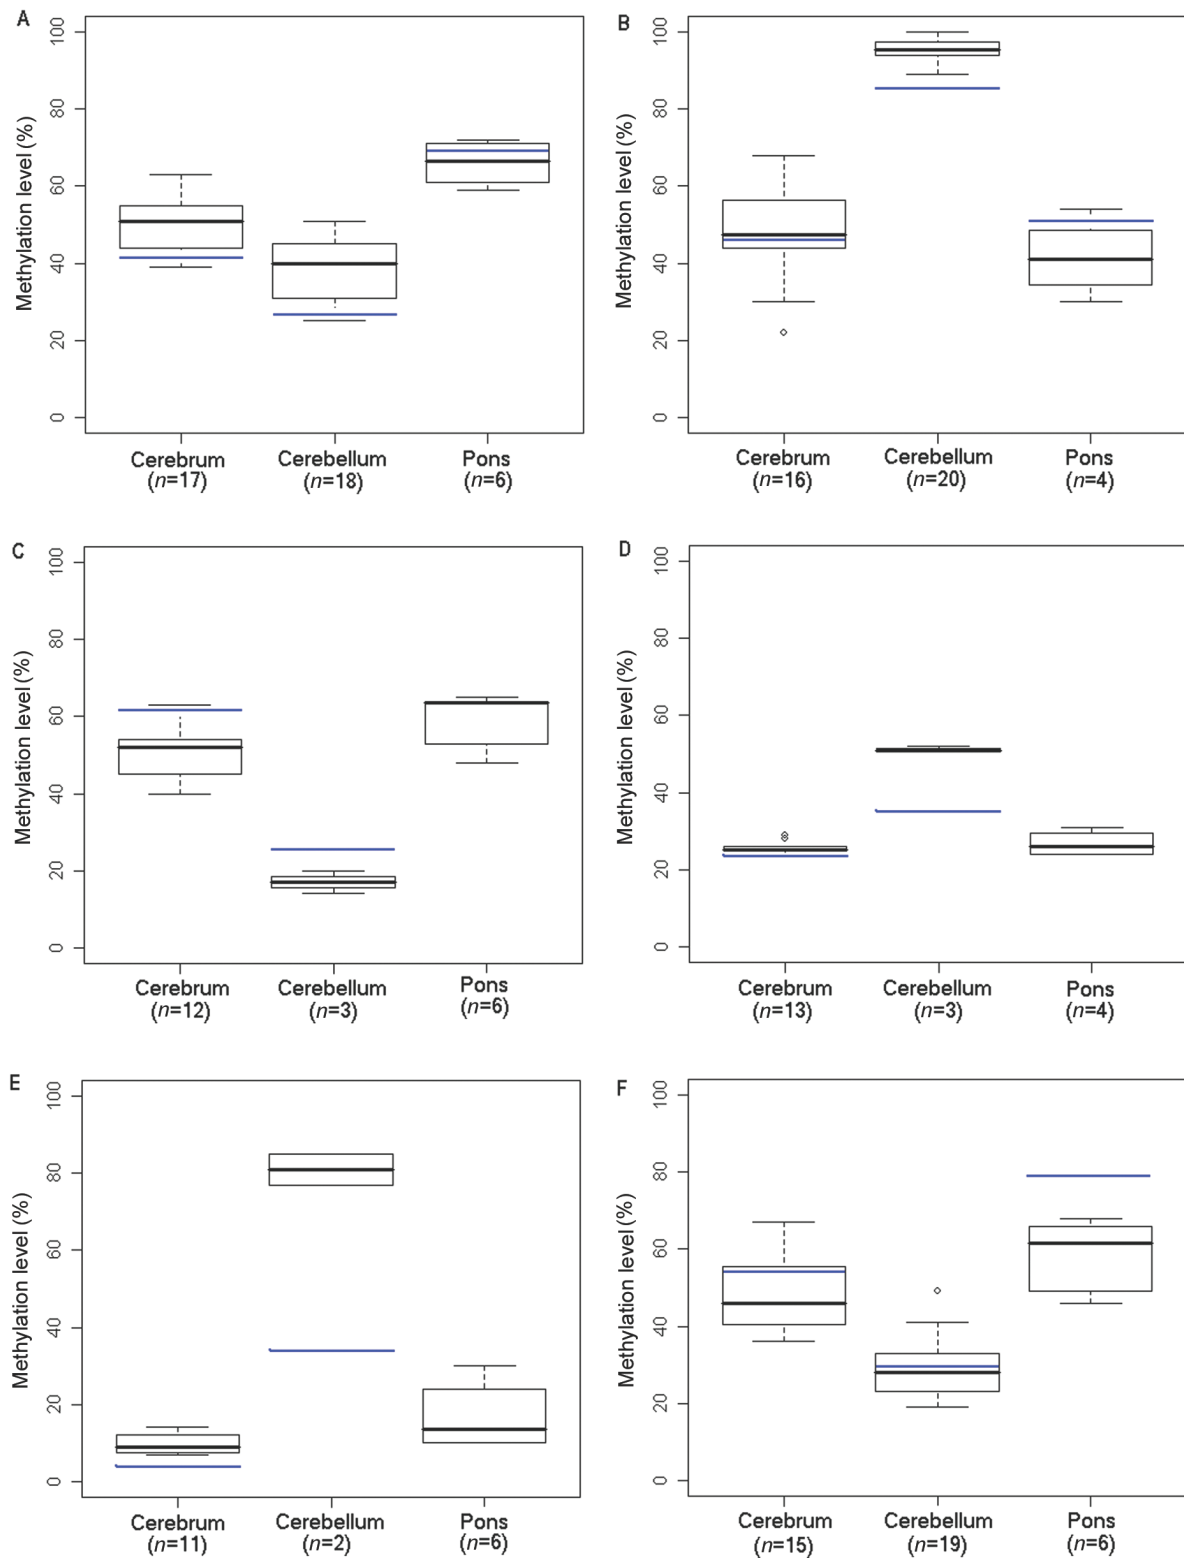 A
Methylation level (%)
100
80
60
40
20
0
Cerebrum
(n=17)
Cerebellum
(n=18)
Pons
(n=6)
B
Methylation level (%)
100
80
60
40
20
0
Cerebrum
(n=16)
Cerebellum
(n=20)
Pons
(n=4)
C
Methylation level (%)
100
80
60
40
20
0
Cerebrum
(n=12)
Cerebellum
(n=3)
Pons
(n=6)
D
Methylation level (%)
100
80
60
40
20
0
Cerebrum
(n=13)
Cerebellum
(n=3)
Pons
(n=4)
E
Methylation level (%)
100
80
60
40
20
0
Cerebrum
(n=11)
Cerebellum
(n=2)
Pons
(n=6)
F
Methylation level (%)
100
80
60
40
20
0
Cerebrum
(n=15)
Cerebellum
(n=19)
Pons
(n=6)